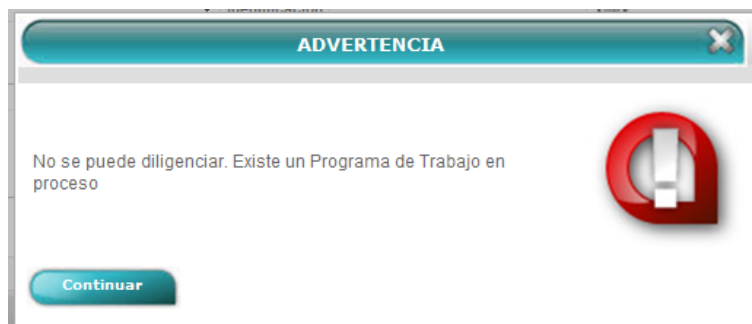 ADVERTENCIA
No se puede diligenciar. Existe un Programa de Trabajo en
proceso
Continuar